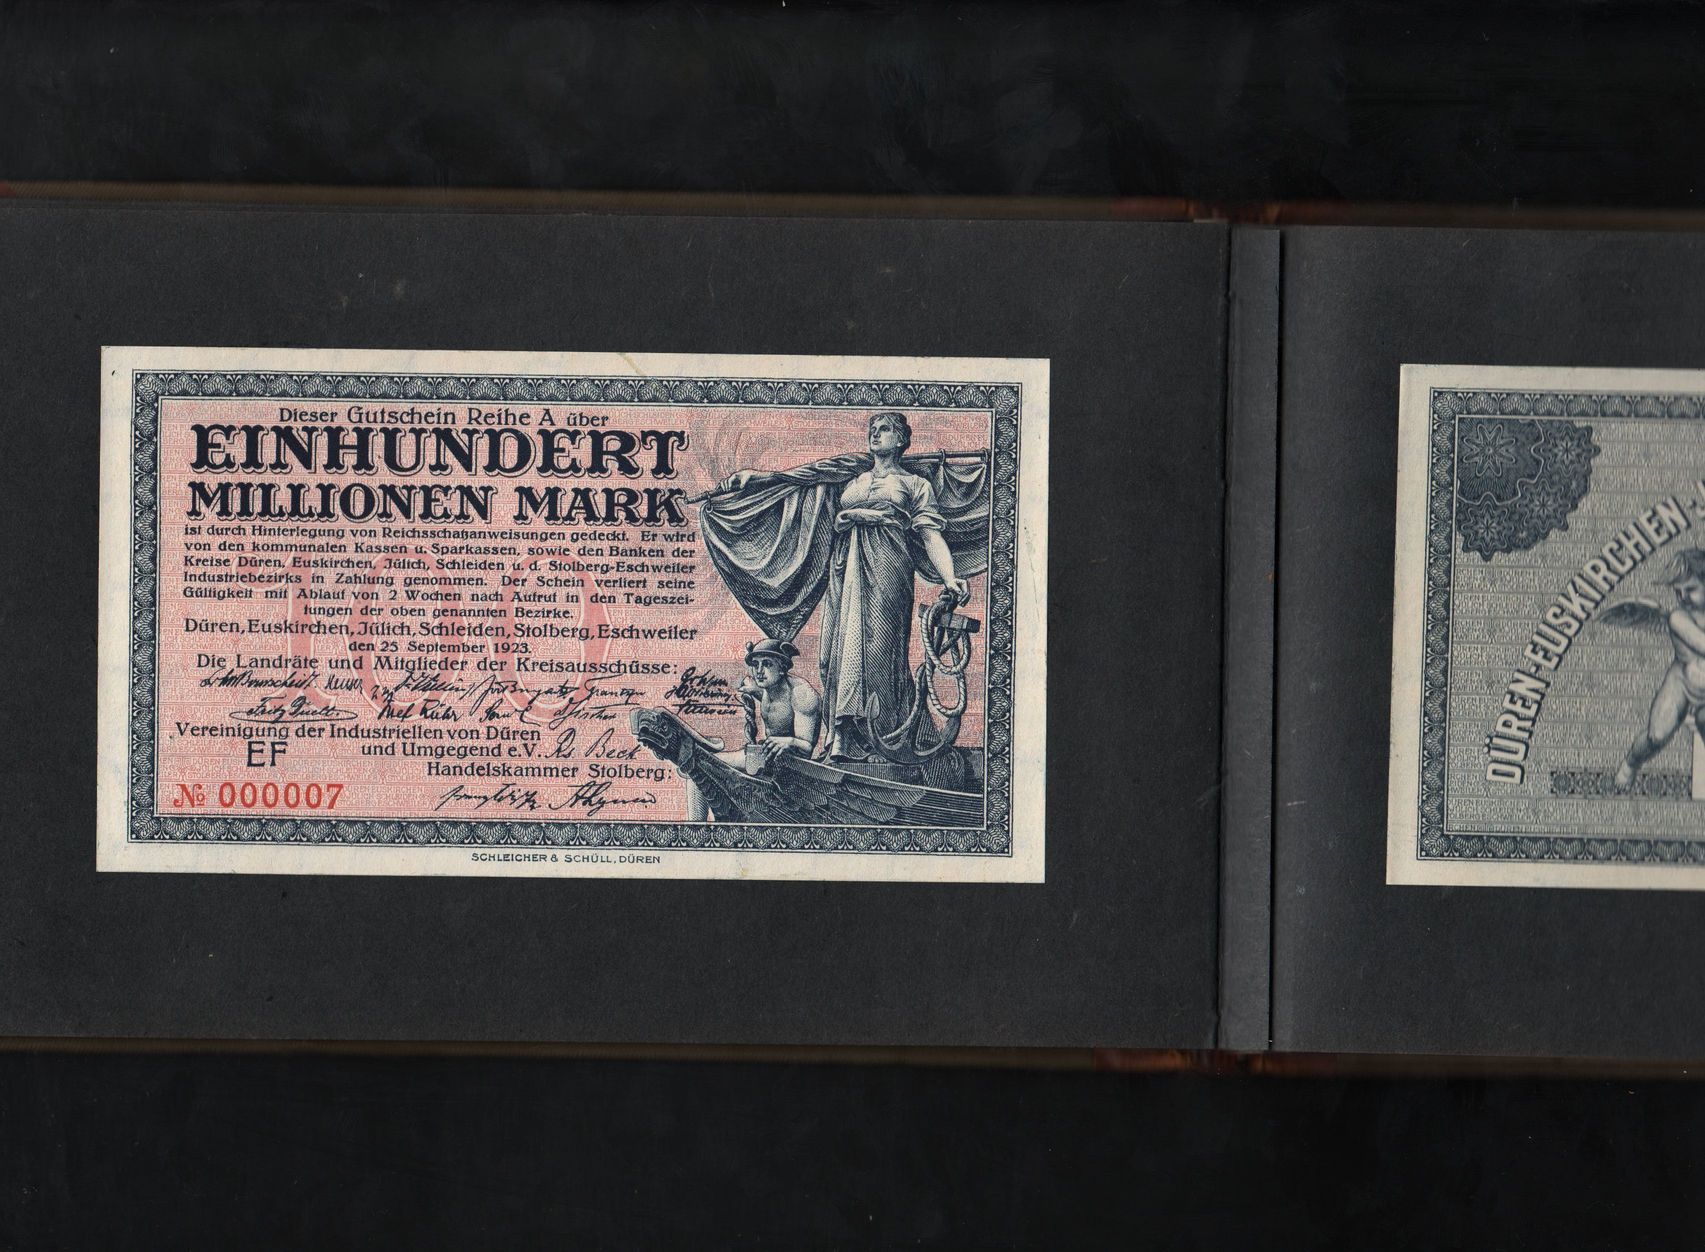 Dieser Gutschein Reihe A über
EINHUNDERT
MILLIONEN MARK
ist durch Hinterlegung von Reichsschatzanweisungen gedeckt. Er wird
von den kommunalen Kassen u. Sparkassen, sowie den Banken der
Kreise Düren, Euskirchen, Jülich, Schleiden u. d. Stolberg-Eschweiler
Industriebezirks in Zahlung genommen. Der Schein verliert seine
Gültigkeit mit Ablauf von 2 Wochen nach Aufruf in den Tageszei-
tungen der oben genannten Bezirke.
Düren, Euskirchen, Jülich, Schleiden, Stolberg, Eschweiler
den 25 September 1923.
Die Landräte und Mitglieder der Kreisausschüsse:
Vereinigung der Industriellen von Düren
und Umgegend e.V.
EF
Handelskammer Stolberg:
№ 000007
100
SCHLEICHER & SCHÜLL, DÜREN
DÜREN-EUSKIRCHEN